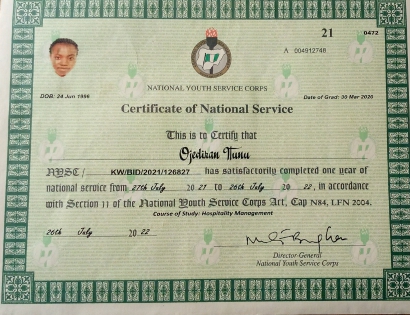 21
0472
A 004912748
NATIONAL YOUTH SERVICE CORPS
DOB: 24 Jun 1996
Date of Grad: 30 Mar 2020
Certificate of National Service
This is to Certify that
Ojediran Funu
NYSC/ KW/BID/2021/126827 has satisfactorily completed one year of
national service from 27th July 20 21 to 26th July 20 22, in accordance
with Section 11 of the National Youth Service Corps Act, Cap N84, LFN 2004.
Course of Study: Hospitality Management
26th July 20 22
Director-General
National Youth Service Corps